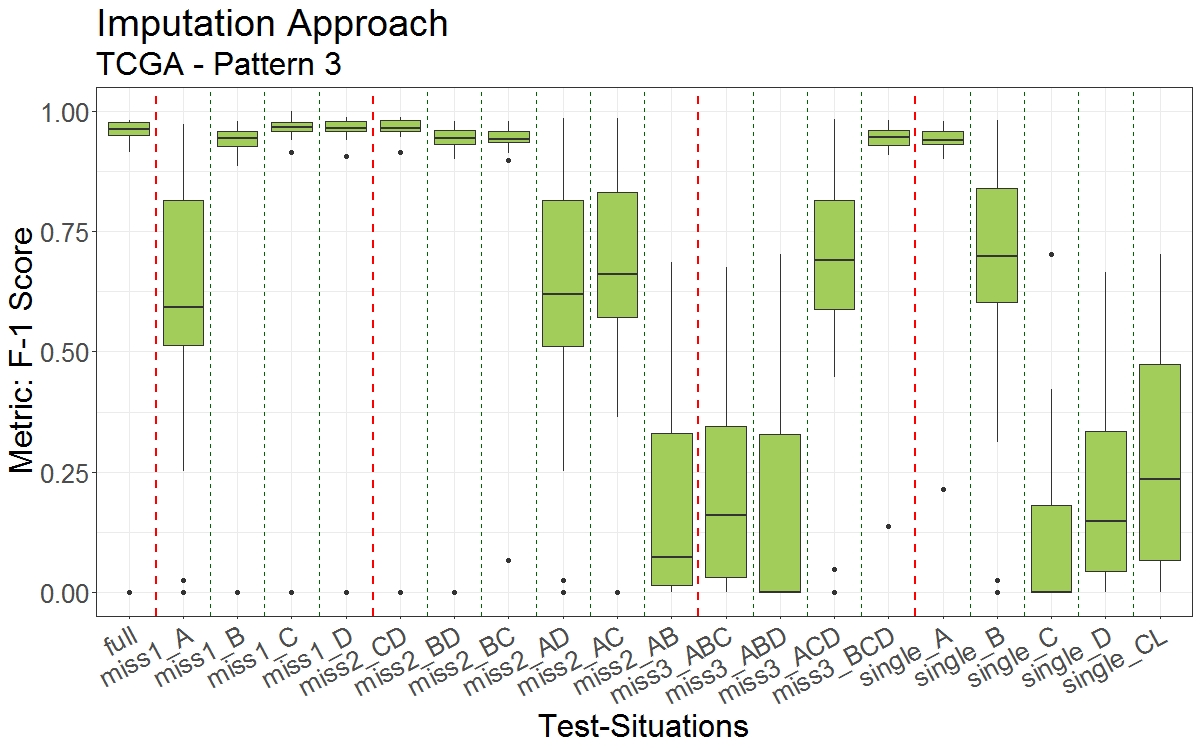 Imputation Approach
TCGA - Pattern 3
Metric: F-1 Score
1.00
0.75
0.50
0.25
0.00
full
miss1_A
miss1_B
miss1_C
miss1_D
miss2_CD
miss2_BD
miss2_BC
miss2_AD
miss2_AC
miss2_AB
miss3_ABC
miss3_ABD
miss3_ACD
miss3_BCD
single_A
single_B
single_C
single_D
single_CL
Test-Situations